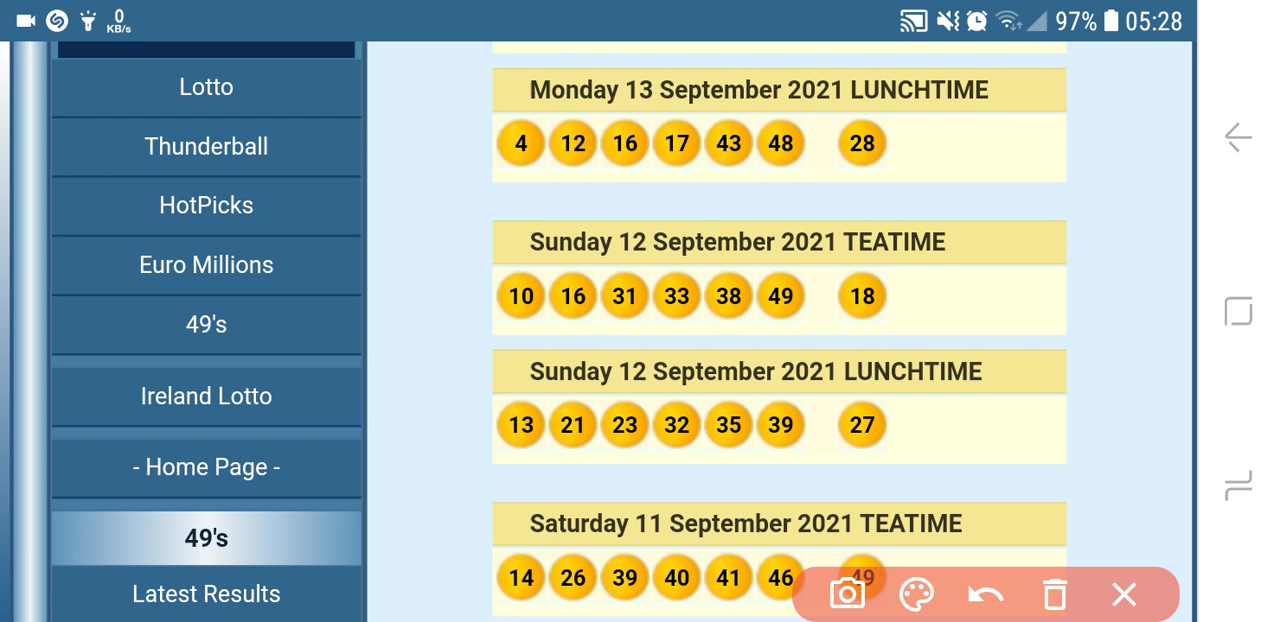 0
KB/s
97% 05:28
Lotto
Thunderball
HotPicks
Euro Millions
49's
Ireland Lotto
- Home Page -
49's
Latest Results
Monday 13 September 2021 LUNCHTIME
4 12 16 17 43 48 28
Sunday 12 September 2021 TEATIME
10 16 31 33 38 49 18
Sunday 12 September 2021 LUNCHTIME
13 21 23 32 35 39 27
Saturday 11 September 2021 TEATIME
14 26 39 40 41 46 49